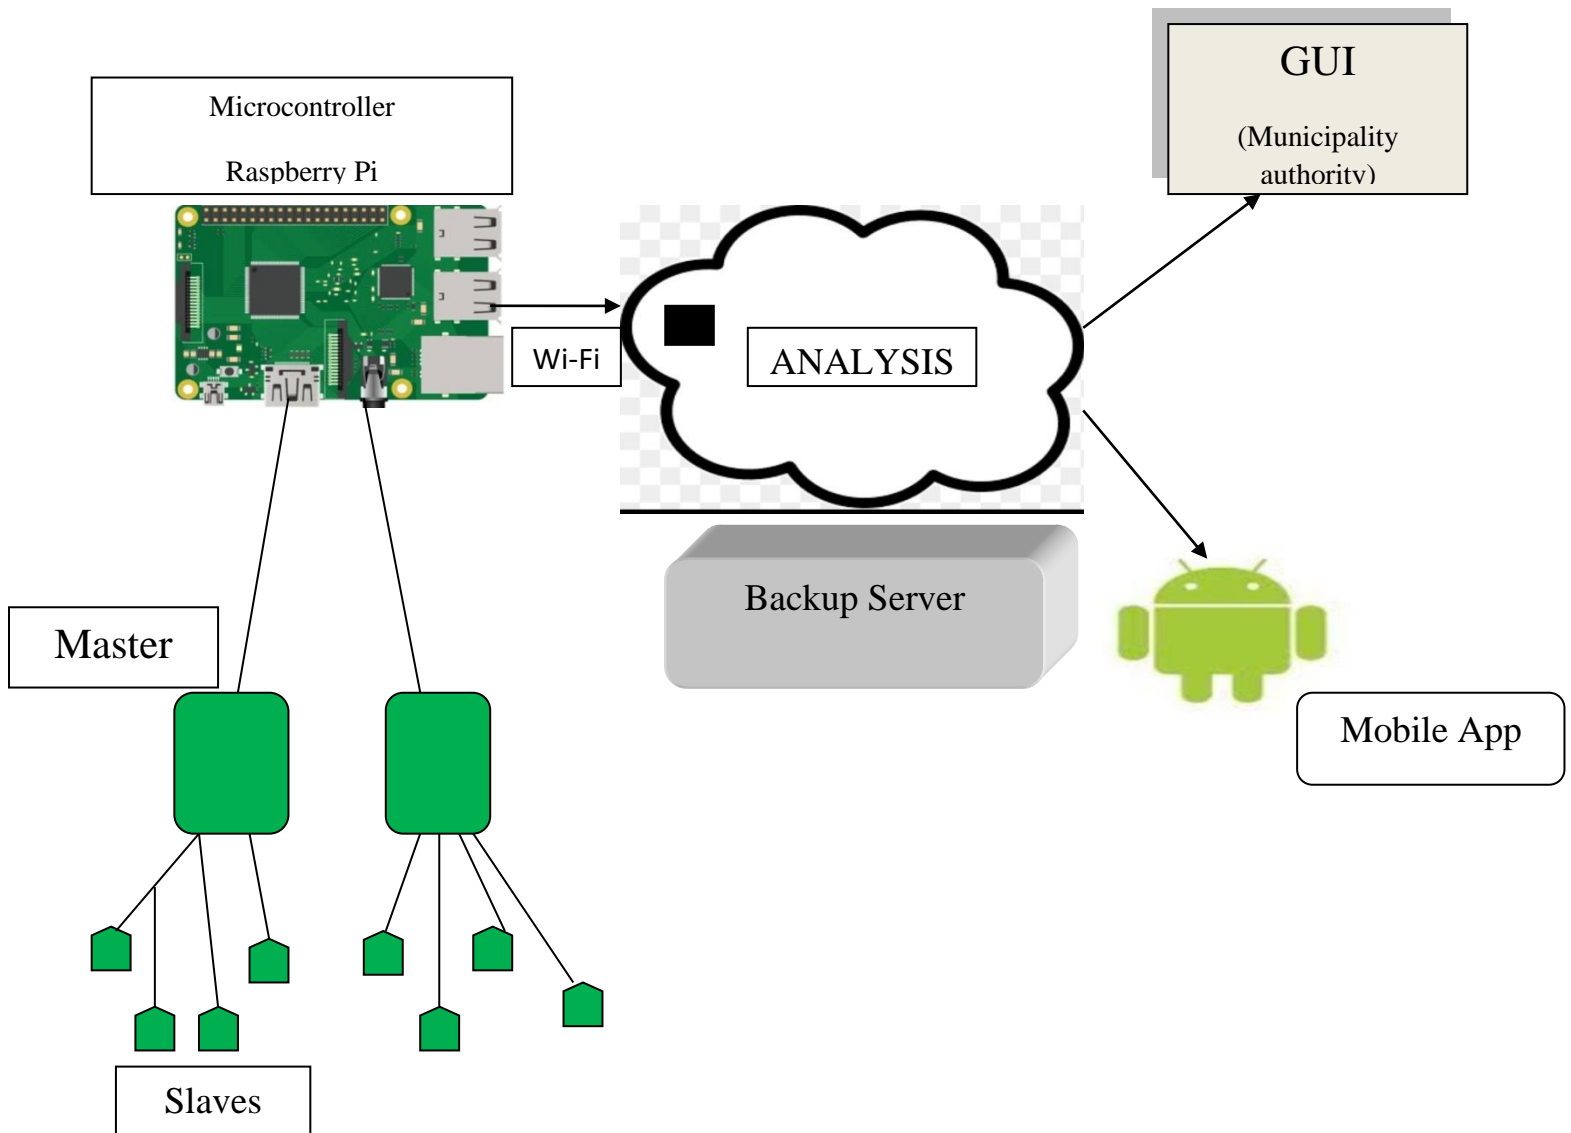 GUI
(Municipality
authority)
Microcontroller
Raspberry Pi
Wi-Fi
ANALYSIS
Backup Server
Master
Mobile App
Slaves